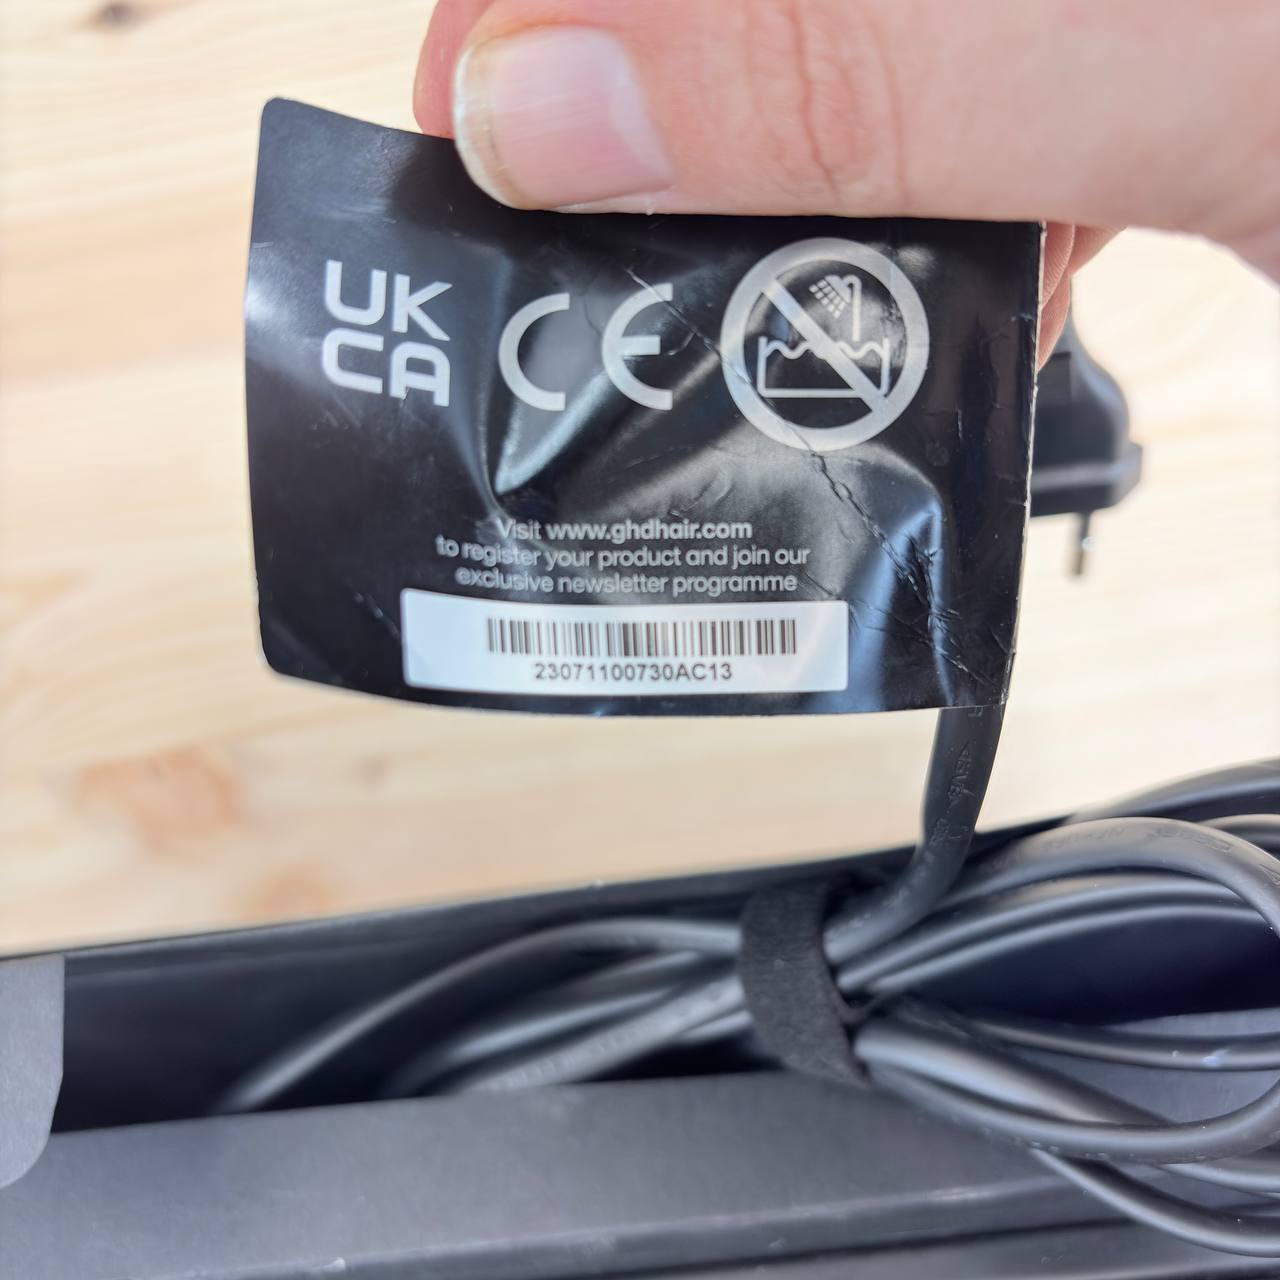 UK
CA
CE
Visit www.ghdhair.com
to register your product and join our
exclusive newsletter programme
23071100730AC13